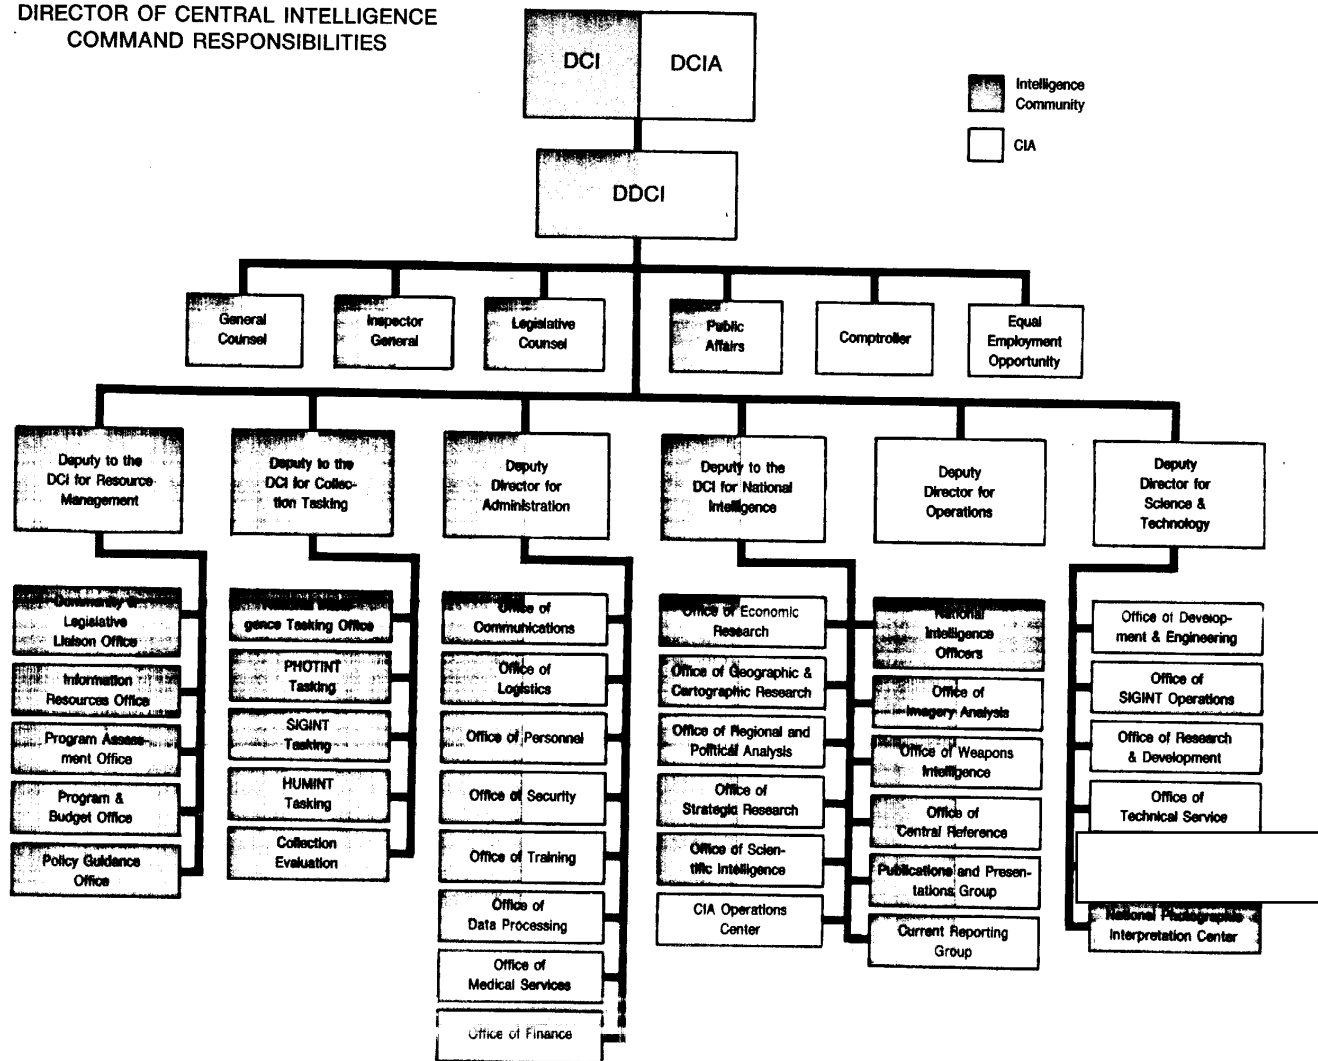 DIRECTOR OF CENTRAL INTELLIGENCE
COMMAND RESPONSIBILITIES
DCI
DCIA
Intelligence
Community
CIA
DDCI
General
Counsel
Inspector
General
Legislative
Counsel
Public
Affairs
Comptroller
Equal
Employment
Opportunity
Deputy to the
DCI for Resource
Management
Deputy to the
DCI for Collec-
tion Tasking
Deputy
Director for
Administration
Deputy to the
DCI for National
Intelligence
Deputy
Director for
Operations
Deputy
Director for
Science &
Technology
Community &
Legislative
Liaison Office
Information
Resources Office
Program Assess-
ment Office
Program &
Budget Office
Policy Guidance
Office
gence Tasking Office
PHOTINT
Tasking
SIGINT
Tasking
HUMINT
Tasking
Collection
Evaluation
Office of
Communications
Office of
Logistics
Office of Personnel
Office of Security
Office of Training
Office of
Data Processing
Office of
Medical Services
Office of Finance
Office of Economic
Research
Office of Geographic &
Cartographic Research
Office of Regional and
Political Analysis
Office of
Strategic Research
Office of Scien-
tific Intelligence
CIA Operations
Center
National
Intelligence
Officers
Office of
Imagery Analysis
Office of Weapons
Intelligence
Office of
Central Reference
Publications and Presen-
tations Group
Current Reporting
Group
Office of Develop-
ment & Engineering
Office of
SIGINT Operations
Office of Research
& Development
Office of
Technical Service
National Photographic
Interpretation Center